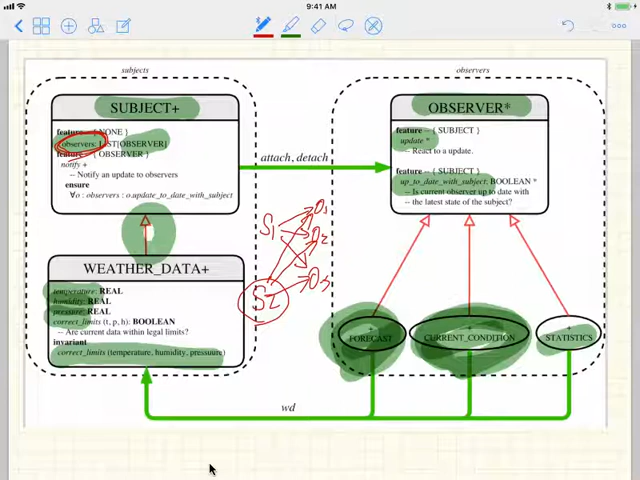 9:41 AM
subjects
observers
SUBJECT+
feature -- { NONE }
observers: LIST[OBSERVER]
feature -- { OBSERVER }
notify +
-- Notify an update to observers
ensure
∀o : observers : o.update_to_date_with_subject
attach, detach
OBSERVER*
feature -- { SUBJECT }
update *
-- React to a update.
feature -- { SUBJECT }
up_to_date_with_subject: BOOLEAN *
-- Is current observer up to date with
-- the latest state of the subject?
S1
S2
O1
O2
O3
WEATHER_DATA+
temperature: REAL
humidity: REAL
pressure: REAL
correct_limits (t, p, h): BOOLEAN
-- Are current data within legal limits?
invariant
correct_limits (temperature, humidity, pressuure)
+
FORECAST
+
CURRENT_CONDITION
+
STATISTICS
wd